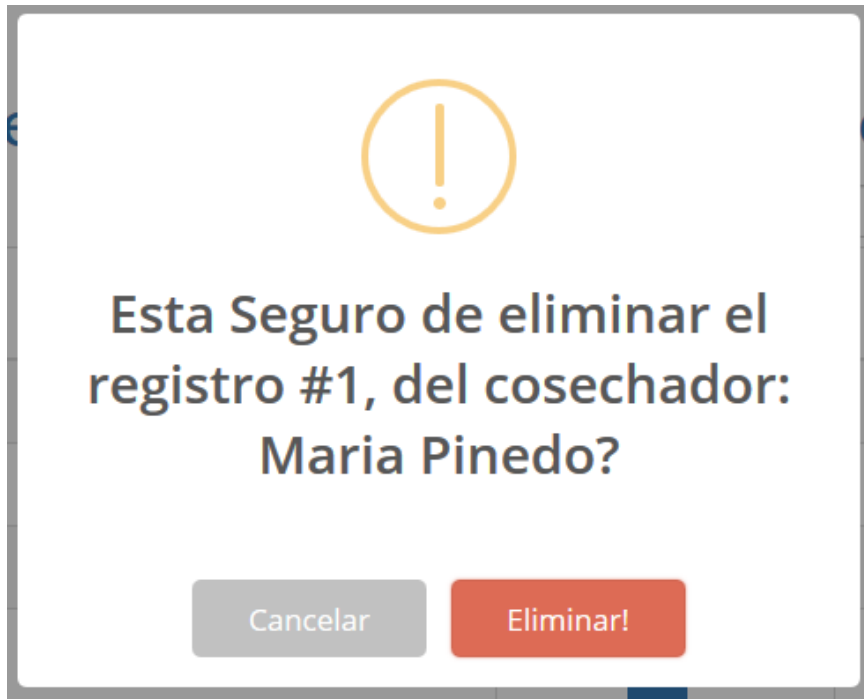 Esta Seguro de eliminar el
registro #1, del cosechador:
Maria Pinedo?
Cancelar
Eliminar!